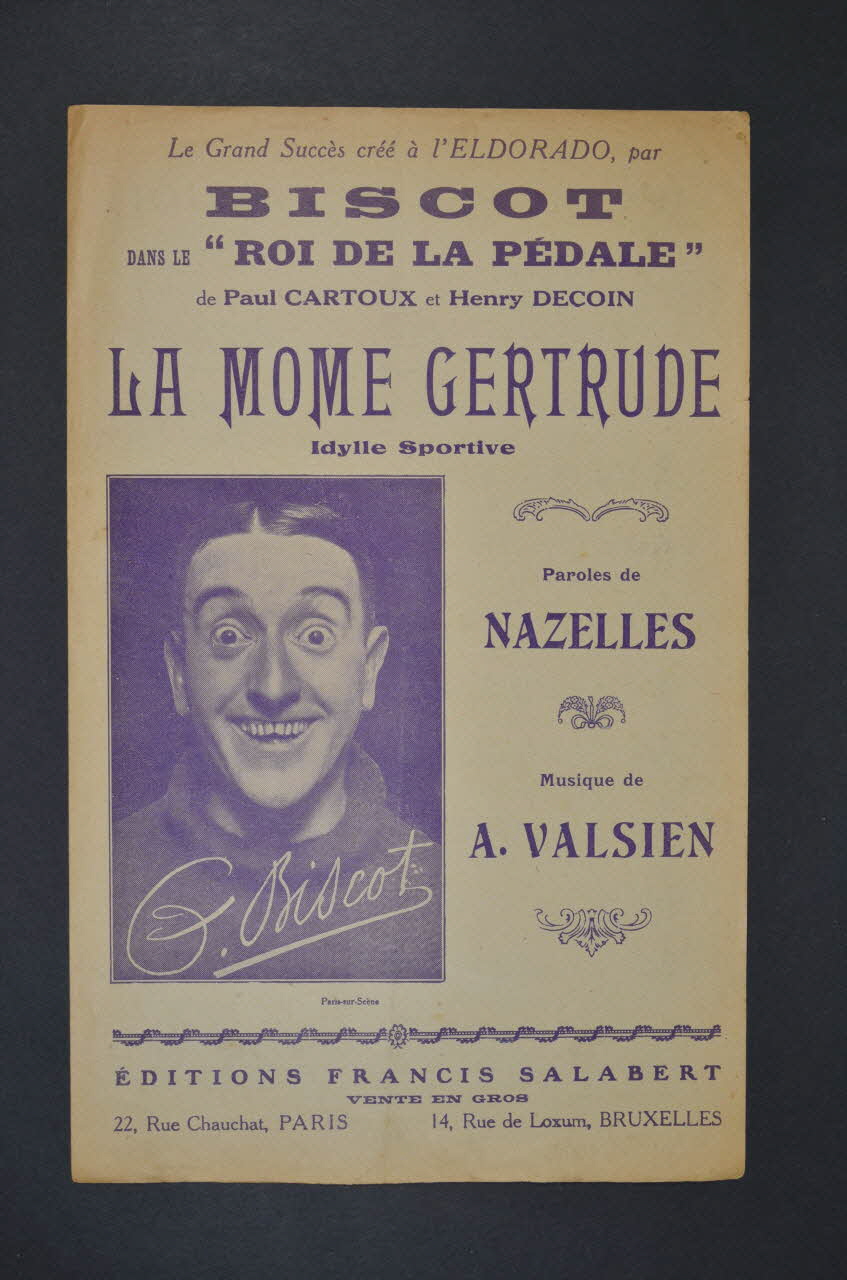 Le Grand Succès créé à l'ELDORADO, par
BISCOT
DANS LE “ ROI DE LA PÉDALE ”
de Paul CARTOUX et Henry DECOIN
LA MOME GERTRUDE
Idylle Sportive
Paroles de
NAZELLES
Musique de
A. VALSIEN
G. Biscot
Paris-sur-Scène
ÉDITIONS FRANCIS SALABERT
VENTE EN GROS
22, Rue Chauchat, PARIS
14, Rue de Loxum, BRUXELLES